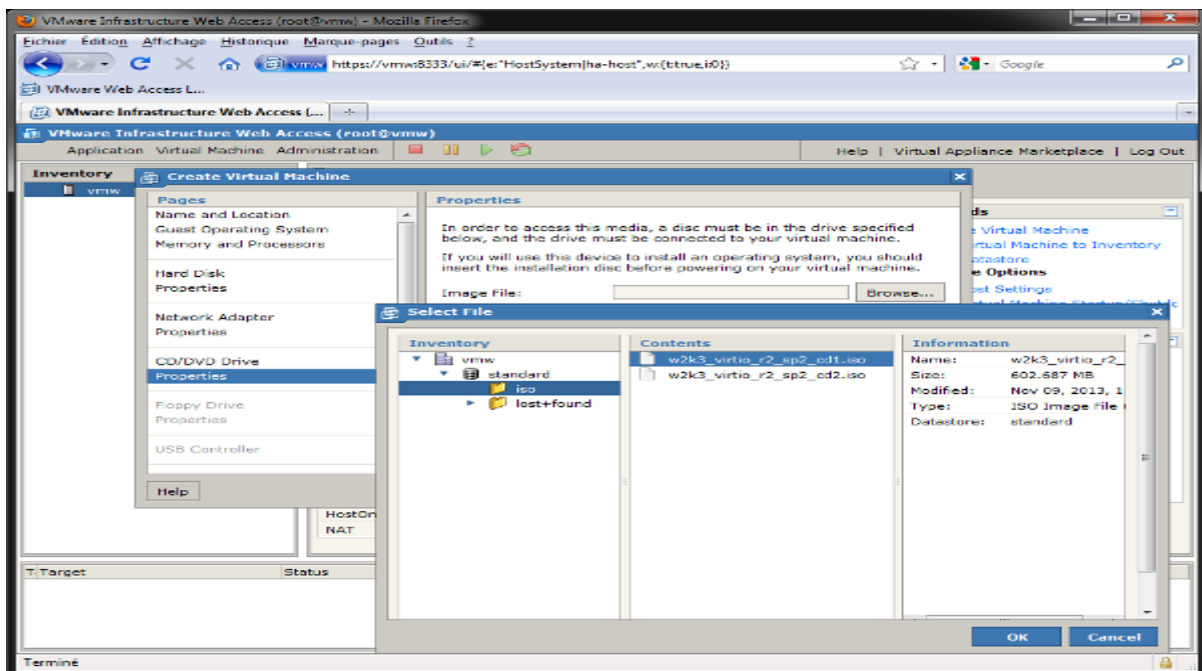 VMware Infrastructure Web Access (root@vmw) - Mozilla Firefox
Eichier Édition Affichage Historique Marque-pages Outils ?
vmw https://vmw:8333/ui/#{e:"HostSystem|ha-host",w:{t:true,i:0}}
Google
VMware Web Access L...
VMware Infrastructure Web Access (...
VMware Infrastructure Web Access (root@vmw)
Application Virtual Machine Administration
Help | Virtual Appliance Marketplace | Log Out
Inventory
vmw
Create Virtual Machine
Pages
Name and Location
Guest Operating System
Memory and Processors
Hard Disk
Properties
Network Adapter
Properties
CD/DVD Drive
Properties
Floppy Drive
Properties
USB Controller
Help
Properties
In order to access this media, a disc must be in the drive specified
below, and the drive must be connected to your virtual machine.
If you will use this device to install an operating system, you should
insert the installation disc before powering on your virtual machine.
Image File:
Browse...
ds
Virtual Machine
rtual Machine to Inventory
atastore
e Options
ost Settings
Select File
Inventory
vmw
standard
iso
lost+found
Contents
w2k3_virtio_r2_sp2_cd1.iso
w2k3_virtio_r2_sp2_cd2.iso
Information
Name: w2k3_virtio_r2_
Size: 602.687 MB
Modified: Nov 09, 2013, 1
Type: ISO Image File
Datastore: standard
OK Cancel
HostOn
NAT
T Target Status
Terminé